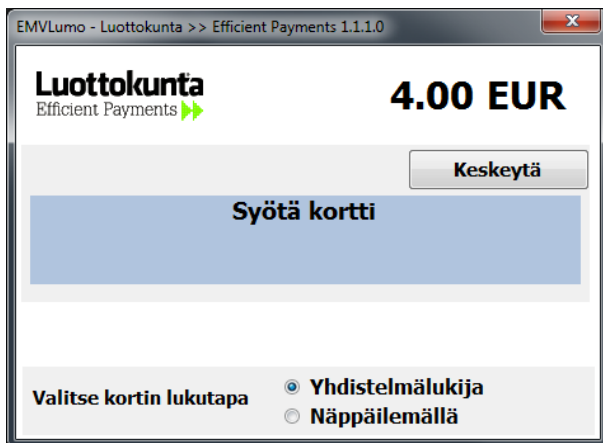 EMVLumo - Luottokunta >> Efficient Payments 1.1.1.0
Luottokunta
Efficient Payments
4.00 EUR
Keskeytä
Syötä kortti
Valitse kortin lukutapa
Yhdistelmälukija
Näppäilemällä